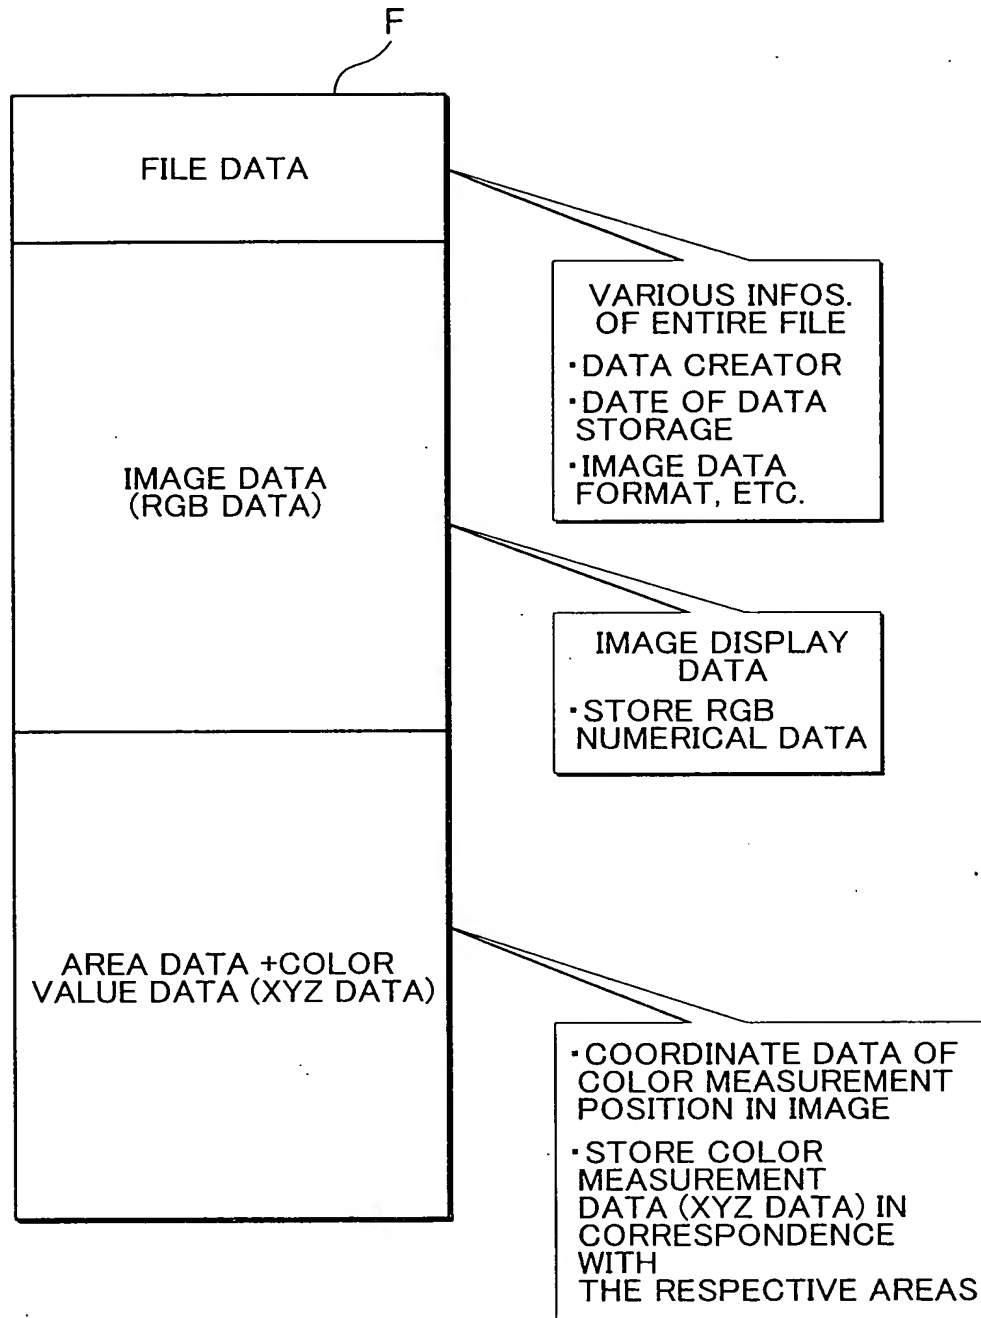 F
FILE DATA
VARIOUS INFOS.
OF ENTIRE FILE
·DATA CREATOR
·DATE OF DATA
STORAGE
·IMAGE DATA
FORMAT, ETC.
IMAGE DATA
(RGB DATA)
IMAGE DISPLAY
DATA
·STORE RGB
NUMERICAL DATA
AREA DATA +COLOR
VALUE DATA (XYZ DATA)
·COORDINATE DATA OF
COLOR MEASUREMENT
POSITION IN IMAGE
·STORE COLOR
MEASUREMENT
DATA (XYZ DATA) IN
CORRESPONDENCE
WITH
THE RESPECTIVE AREAS